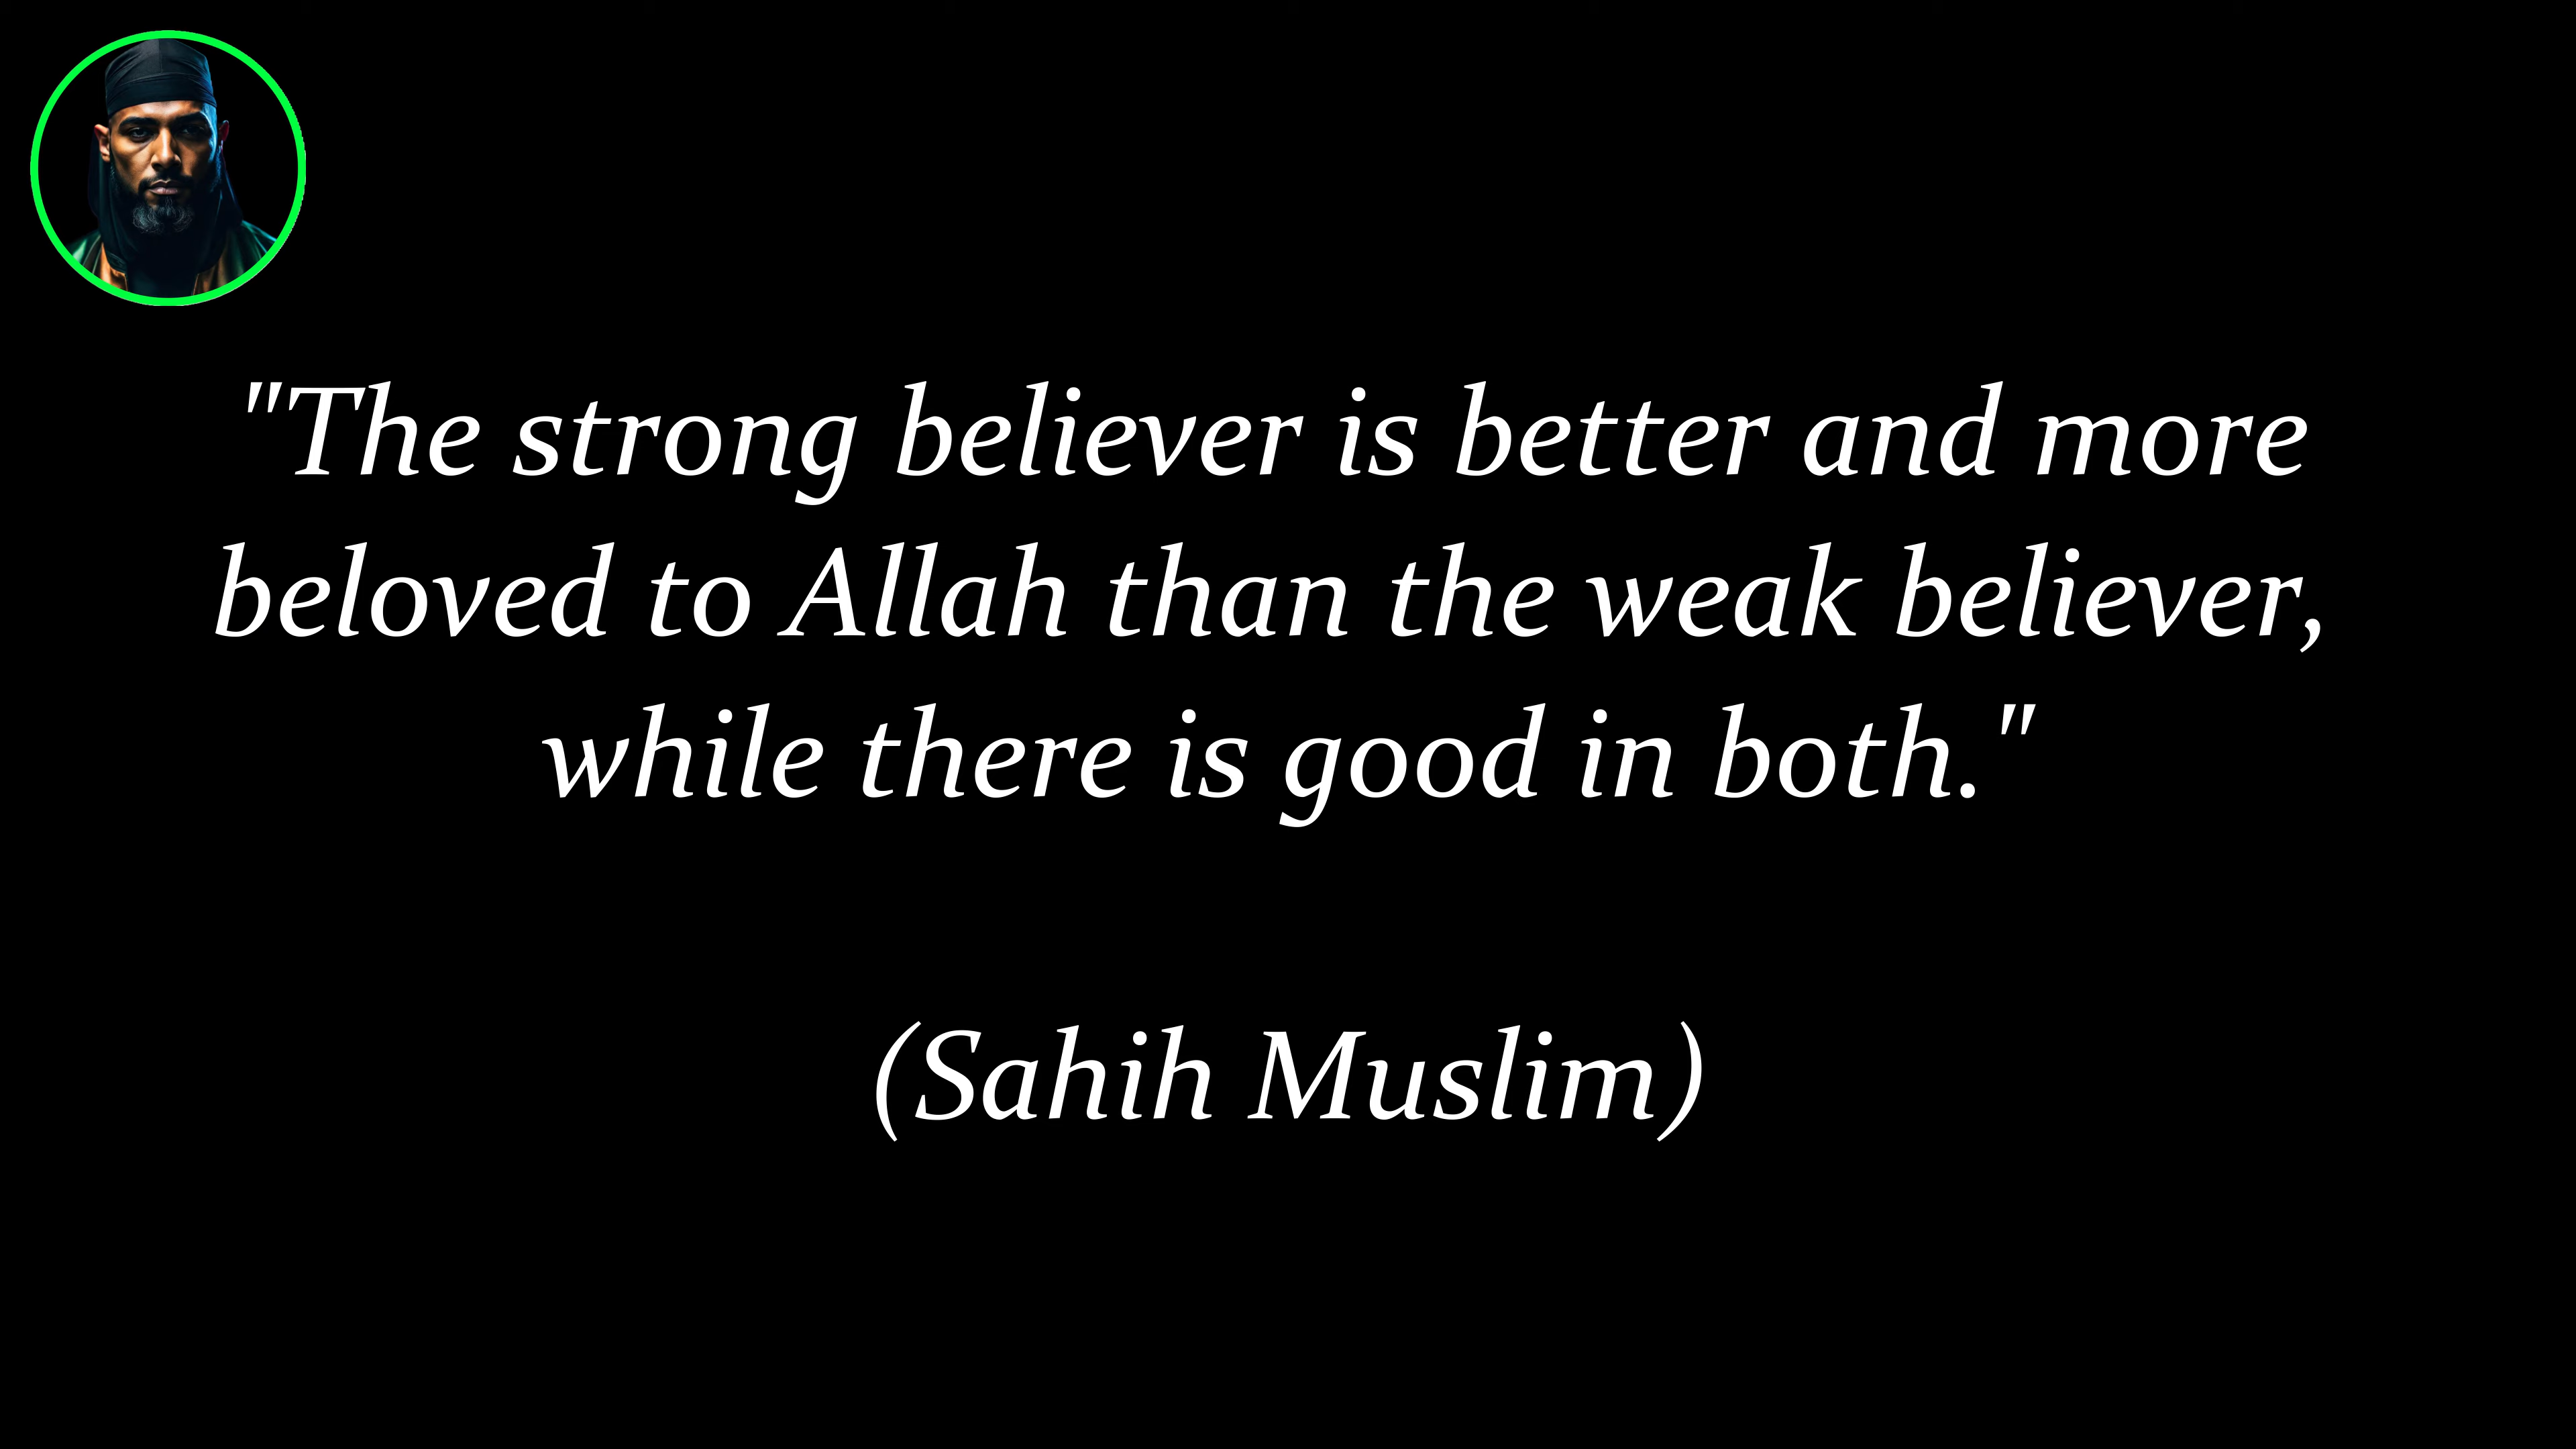 "The strong believer is better and more
beloved to Allah than the weak believer,
while there is good in both."
(Sahih Muslim)